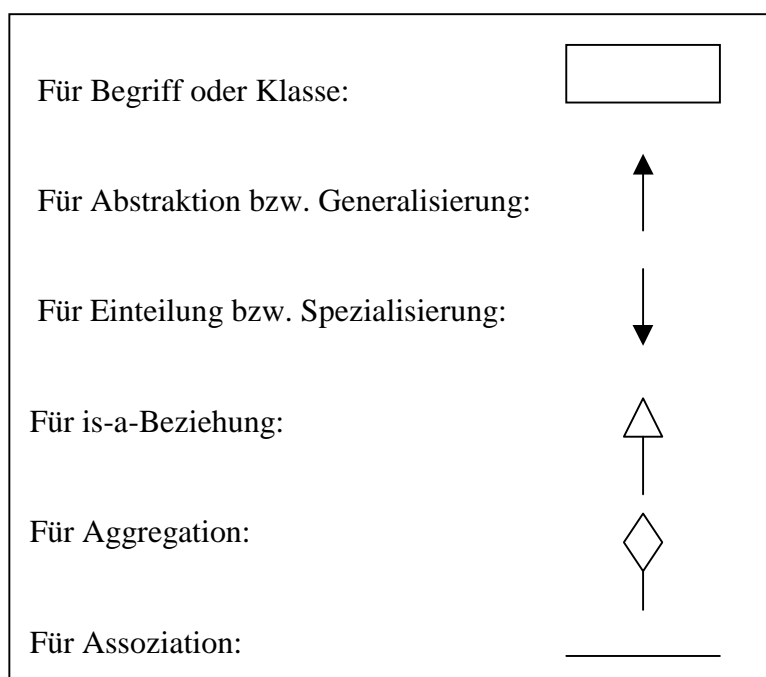 Für Begriff oder Klasse:
Für Abstraktion bzw. Generalisierung:
Für Einteilung bzw. Spezialisierung:
Für is-a-Beziehung:
Für Aggregation:
Für Assoziation: